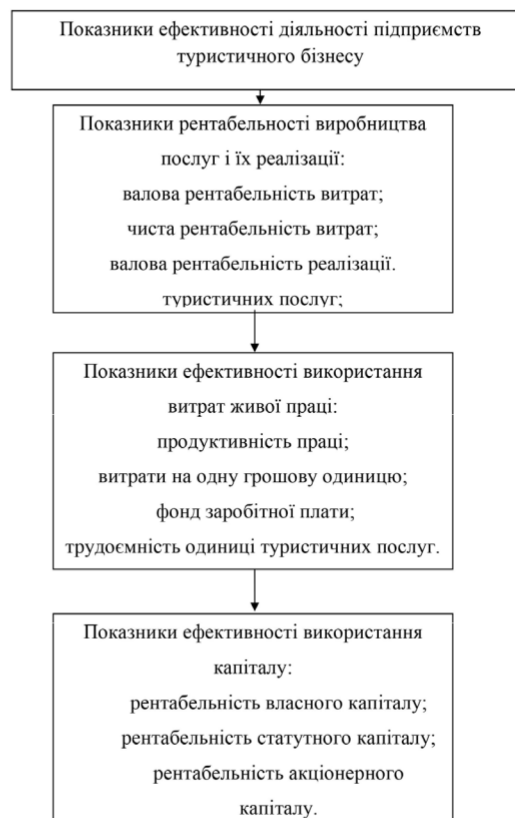 Показники ефективності діяльності підприємств
туристичного бізнесу
Показники рентабельності виробництва
послуг і їх реалізації:
валова рентабельність витрат;
чиста рентабельність витрат;
валова рентабельність реалізації.
туристичних послуг;
Показники ефективності використання
витрат живої праці:
продуктивність праці;
витрати на одну грошову одиницю;
фонд заробітної плати;
трудоємність одиниці туристичних послуг.
Показники ефективності використання
капіталу:
рентабельність власного капіталу;
рентабельність статутного капіталу;
рентабельність акціонерного
капіталу.